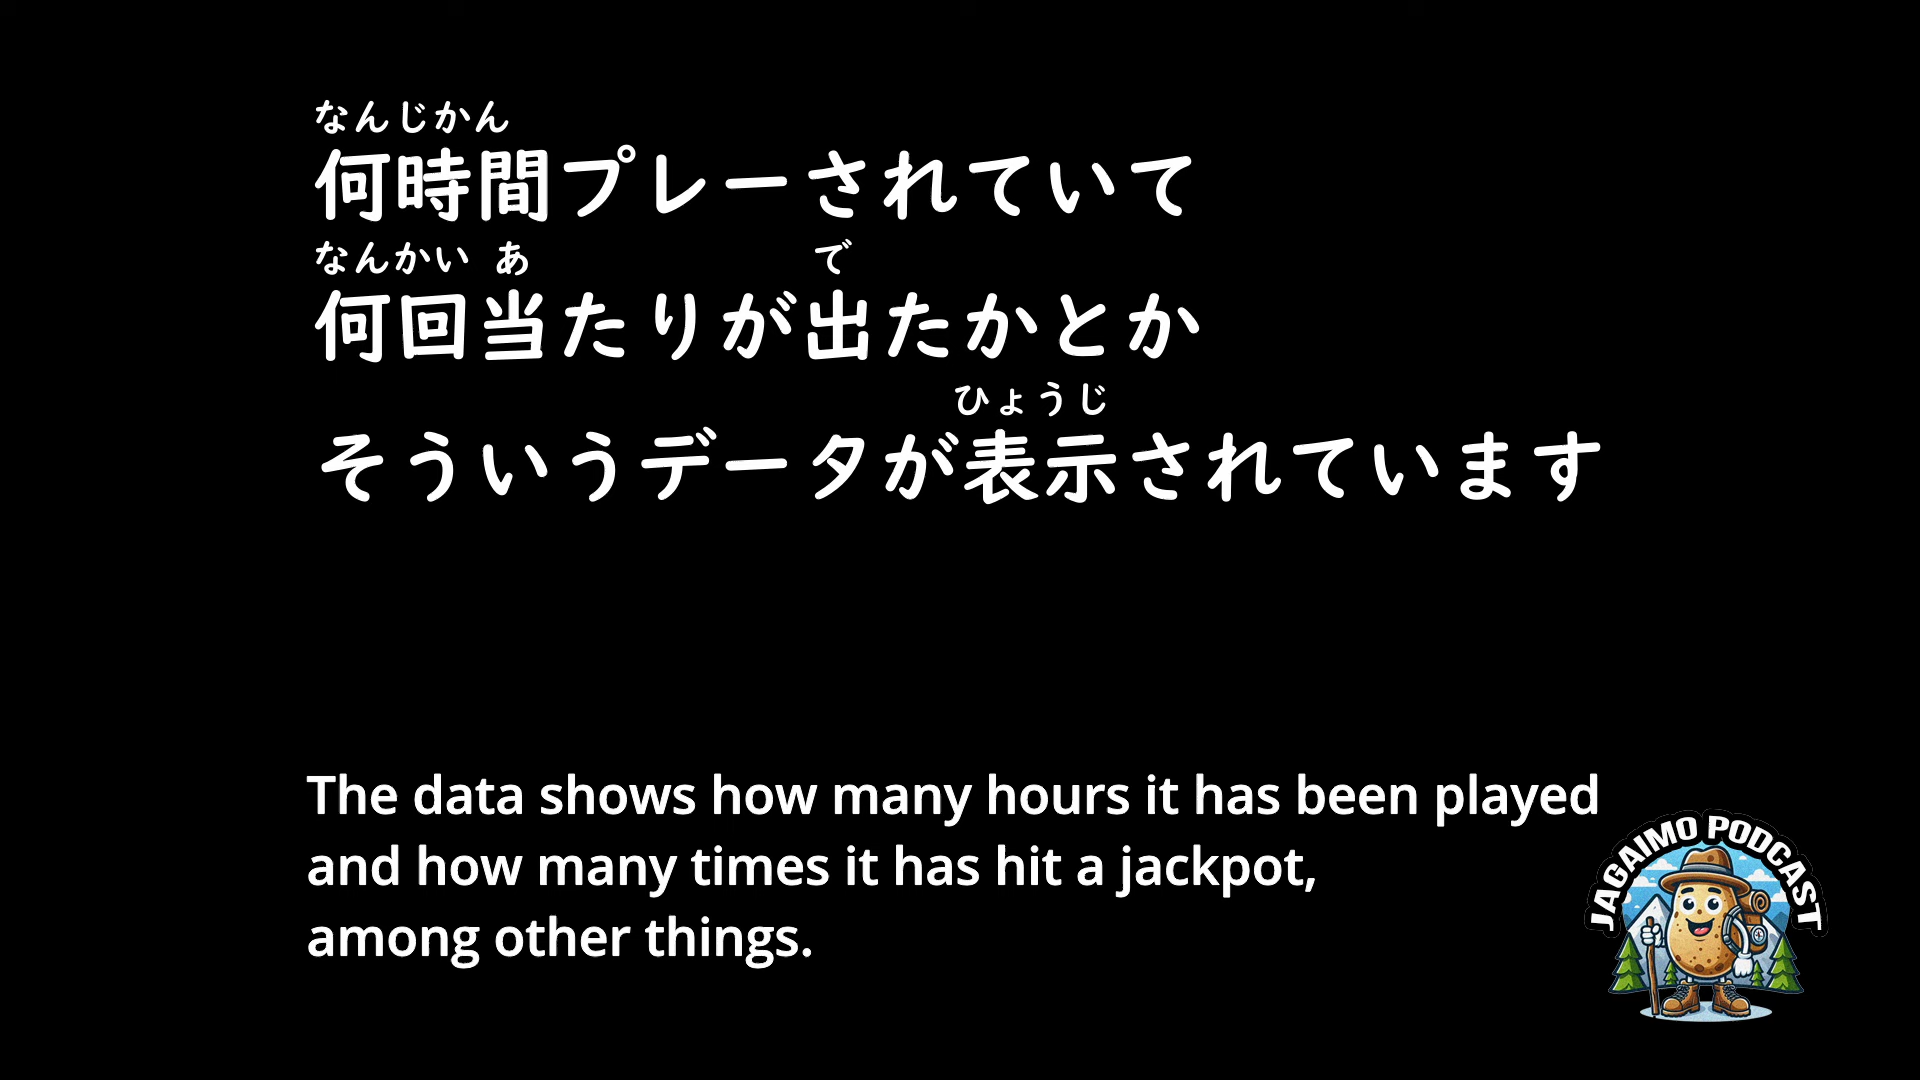 なんじかん
何時間プレーされていて
なんかい あ で
何回当たりが出たかとか
ひょうじ
そういうデータが表示されています
The data shows how many hours it has been played
and how many times it has hit a jackpot,
among other things.
JAGAIMO PODCAST